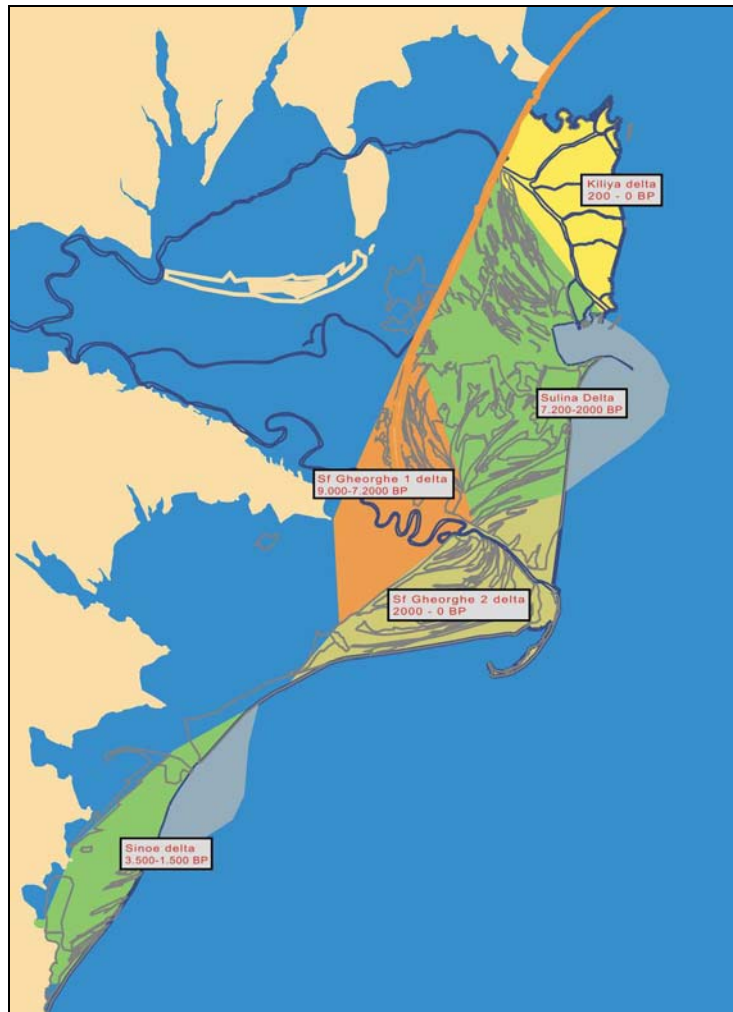 Kiliya delta
200 - 0 BP
Sulina Delta
7.200-2000 BP
Sf Gheorghe 1 delta
9.000-7.2000 BP
Sf Gheorghe 2 delta
2000 - 0 BP
Sinoe delta
3.500-1.500 BP